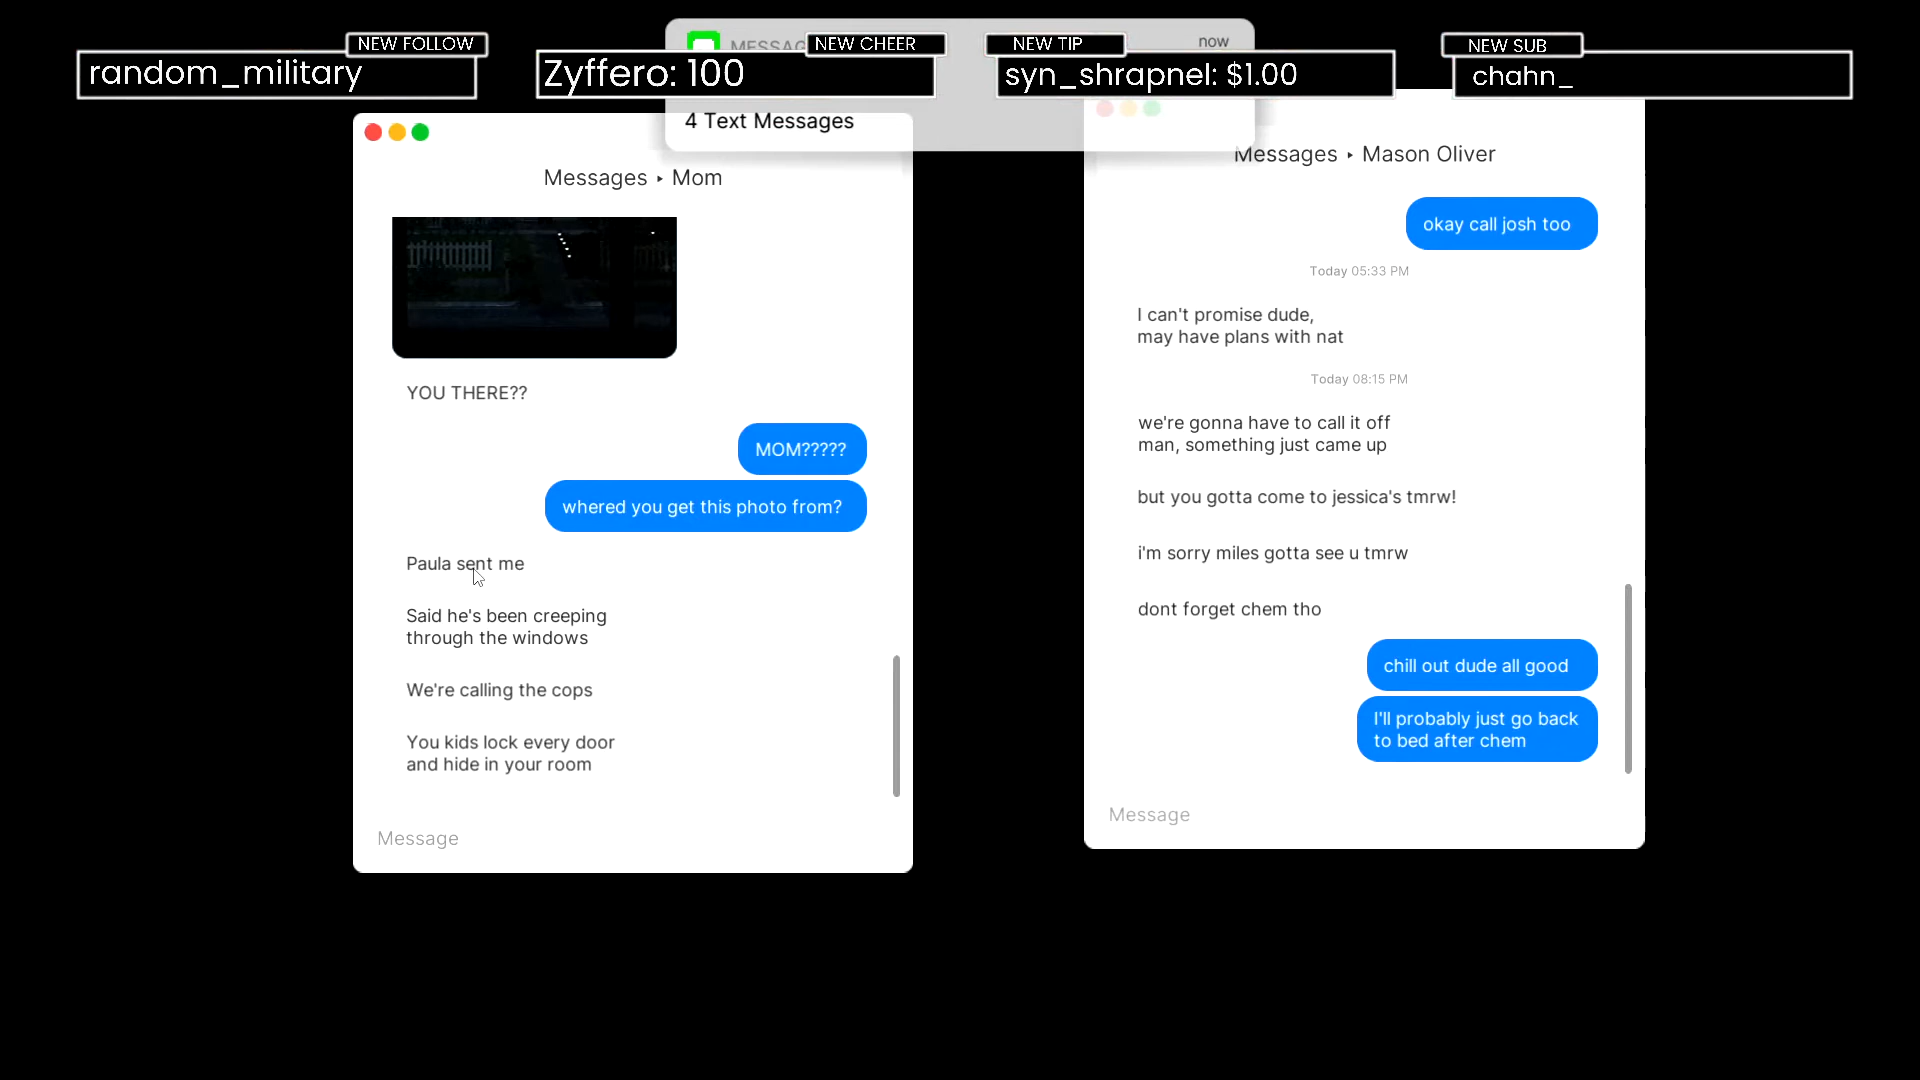 NEW FOLLOW
random_military
NEW CHEER
Zyffero: 100
NEW TIP
syn_shrapnel: $1.00
NEW SUB
chahn_
now
4 Text Messages
Messages ‣ Mom
YOU THERE??
MOM?????
whered you get this photo from?
Paula sent me
Said he's been creeping
through the windows
We're calling the cops
You kids lock every door
and hide in your room
Message
Messages ‣ Mason Oliver
okay call josh too
Today 05:33 PM
I can't promise dude,
may have plans with nat
Today 08:15 PM
we're gonna have to call it off
man, something just came up
but you gotta come to jessica's tmrw!
i'm sorry miles gotta see u tmrw
dont forget chem tho
chill out dude all good
I'll probably just go back
to bed after chem
Message